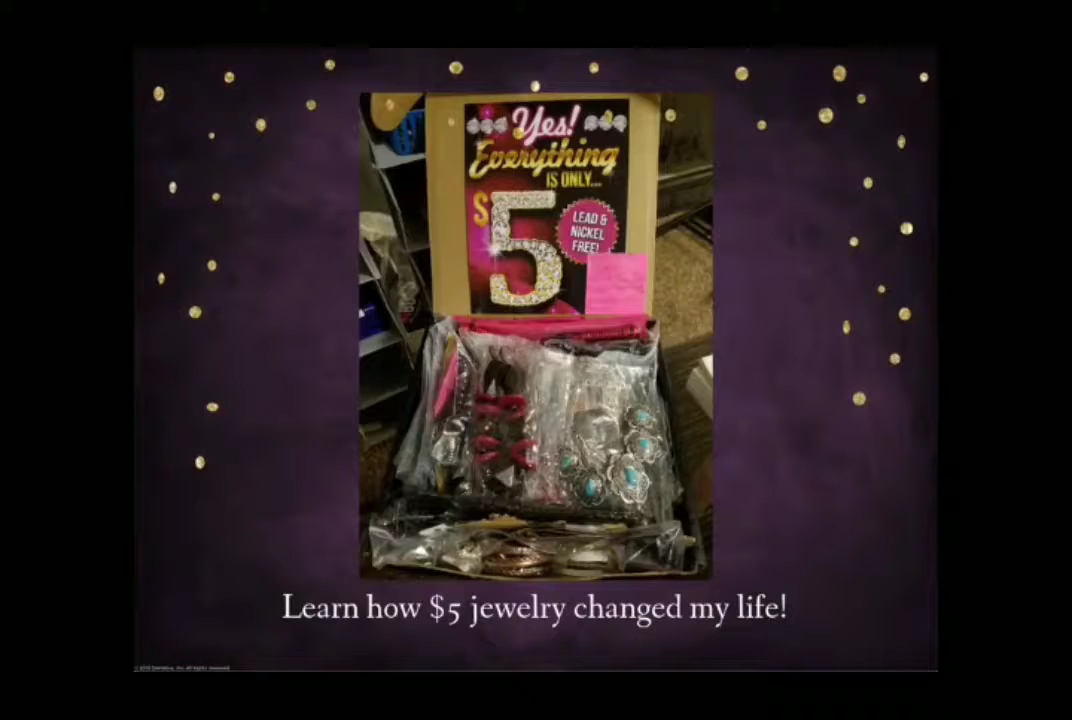 Yes!
Everything
IS ONLY...
$5
LEAD &
NICKEL
FREE!
Learn how $5 jewelry changed my life!